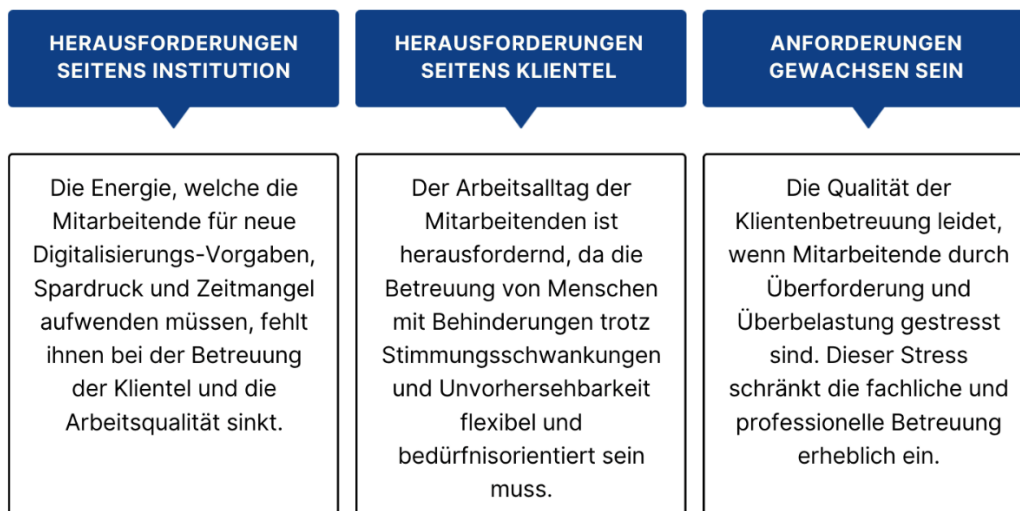 HERAUSFORDERUNGEN
SEITENS INSTITUTION
Die Energie, welche die
Mitarbeitende für neue
Digitalisierungs-Vorgaben,
Spardruck und Zeitmangel
aufwenden müssen, fehlt
ihnen bei der Betreuung
der Klientel und die
Arbeitsqualität sinkt.
HERAUSFORDERUNGEN
SEITENS KLIENTEL
Der Arbeitsalltag der
Mitarbeitenden ist
herausfordernd, da die
Betreuung von Menschen
mit Behinderungen trotz
Stimmungsschwankungen
und Unvorhersehbarkeit
flexibel und
bedürfnisorientiert sein
muss.
ANFORDERUNGEN
GEWACHSEN SEIN
Die Qualität der
Klientenbetreuung leidet,
wenn Mitarbeitende durch
Überforderung und
Überbelastung gestresst
sind. Dieser Stress
schränkt die fachliche und
professionelle Betreuung
erheblich ein.